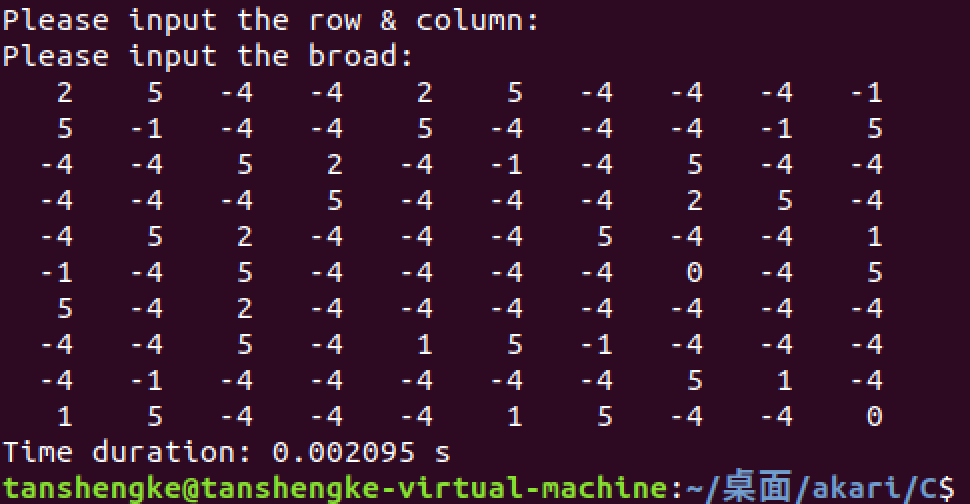 Please input the row & column:
Please input the broad:
2 5 -4 -4 2 5 -4 -4 -4 -1
5 -1 -4 -4 5 -4 -4 -4 -1 5
-4 -4 5 2 -4 -1 -4 5 -4 -4
-4 -4 -4 5 -4 -4 -4 2 5 -4
-4 5 2 -4 -4 -4 5 -4 -4 1
-1 -4 5 -4 -4 -4 -4 0 -4 5
5 -4 2 -4 -4 -4 -4 -4 -4 -4
-4 -4 5 -4 1 5 -1 -4 -4 -4
-4 -1 -4 -4 -4 -4 -4 5 1 -4
1 5 -4 -4 -4 1 5 -4 -4 0
Time duration: 0.002095 s
tanshengke@tanshengke-virtual-machine:~/桌面/akari/C$